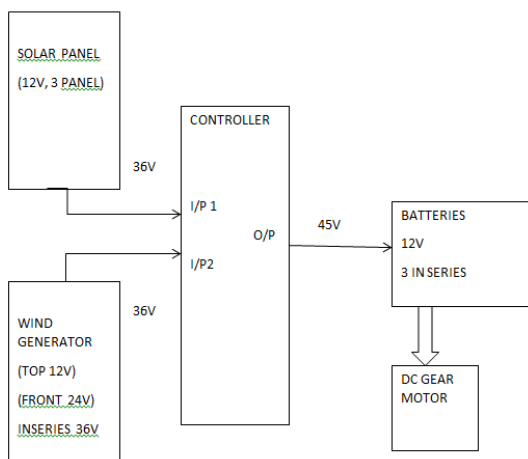 SOLAR PANEL
(12V, 3 PANEL)
36V
CONTROLLER
I/P 1
O/P
I/P2
45V
BATTERIES
12V
3 IN SERIES
36V
WIND
GENERATOR
(TOP 12V)
(FRONT 24V)
INSERIES 36V
DC GEAR
MOTOR